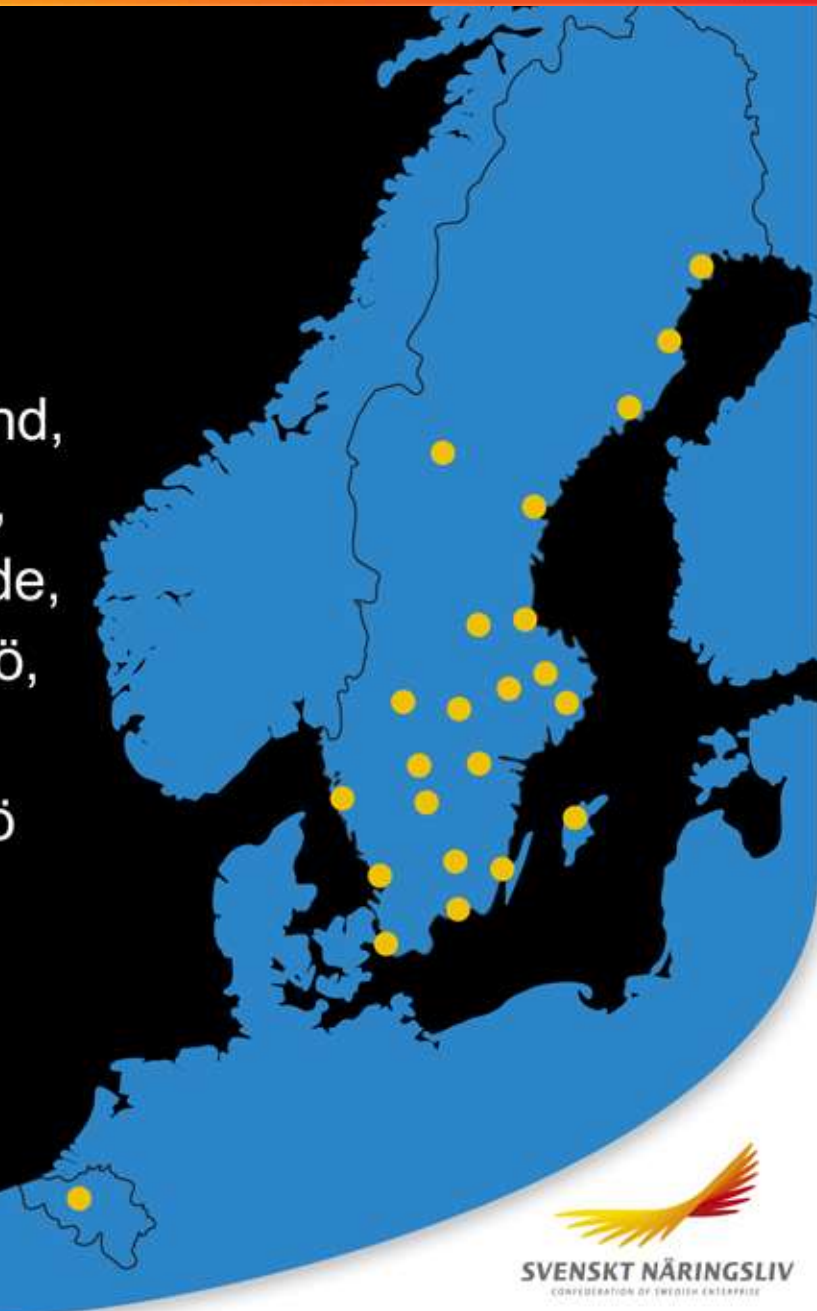 nd,
,
de,
ö,
ö
SVENSKT NÄRINGSLIV
CONFEDERATION OF SWEDISH ENTERPRISE